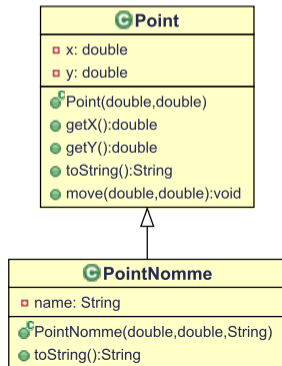 Point
x: double
y: double
Point(double,double)
getX():double
getY():double
toString():String
move(double,double):void
PointNomme
name: String
PointNomme(double,double,String)
toString():String